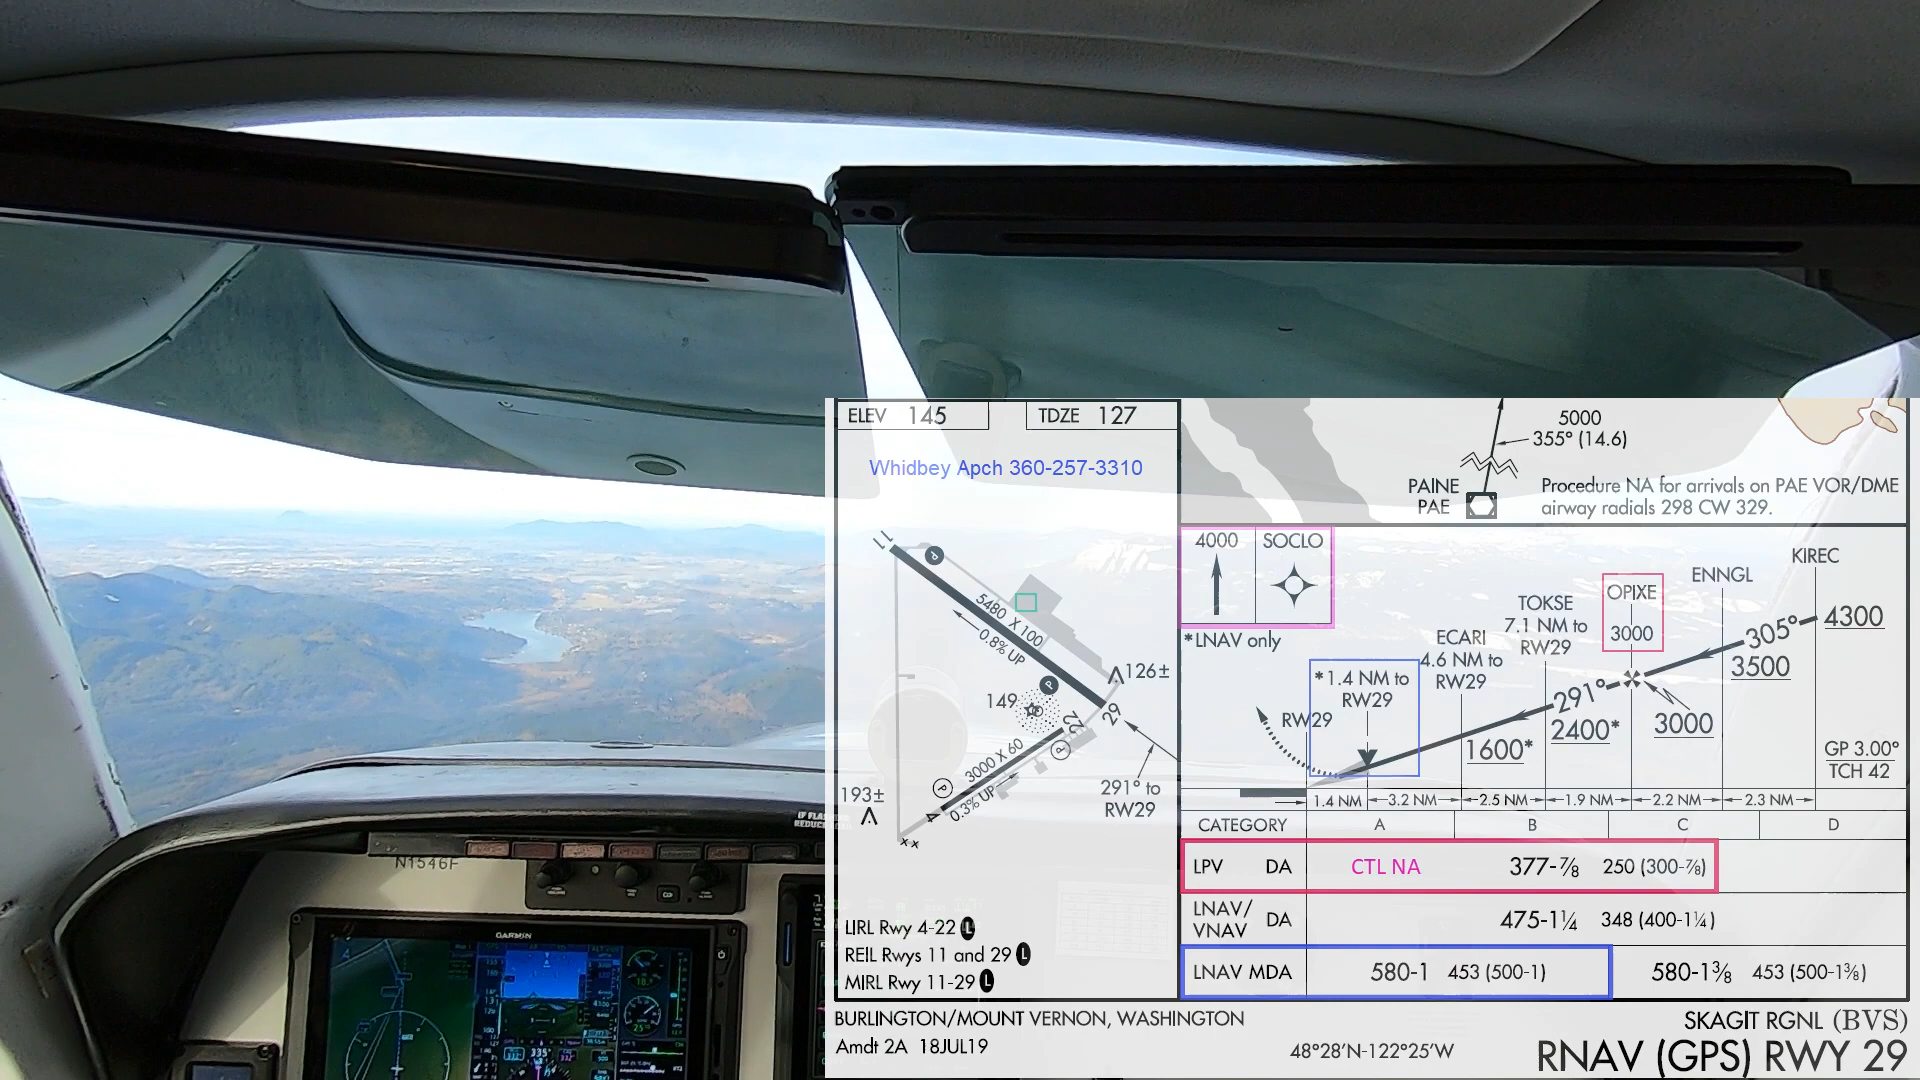 ELEV 145
TDZE 127
Whidbey Apch 360-257-3310
11
P
5480 X 100
0.8% UP
126±
149
P
22
29
P
3000 X 60
P
0.3% UP
4
193±
291° to
RW29
LIRL Rwy 4-22 L
REIL Rwys 11 and 29 L
MIRL Rwy 11-29 L
5000
355° (14.6)
PAINE
PAE
Procedure NA for arrivals on PAE VOR/DME
airway radials 298 CW 329.
4000
SOCLO
*LNAV only
KIREC
ENNGL
OPIXE
3000
TOKSE
7.1 NM to
RW29
ECARI
4.6 NM to
RW29
*1.4 NM to
RW29
RW29
305°
4300
3500
291°
3000
2400*
1600*
GP 3.00°
TCH 42
1.4 NM 3.2 NM 2.5 NM 1.9 NM 2.2 NM 2.3 NM
CATEGORY A B C D
LPV DA CTL NA 377-⅞ 250 (300-⅞)
LNAV/
VNAV DA 475-1¼ 348 (400-1¼)
LNAV MDA 580-1 453 (500-1) 580-1⅜ 453 (500-1⅜)
BURLINGTON/MOUNT VERNON, WASHINGTON
Amdt 2A 18JUL19
48°28'N-122°25'W
SKAGIT RGNL (BVS)
RNAV (GPS) RWY 29
N1546F
GARMIN
335°